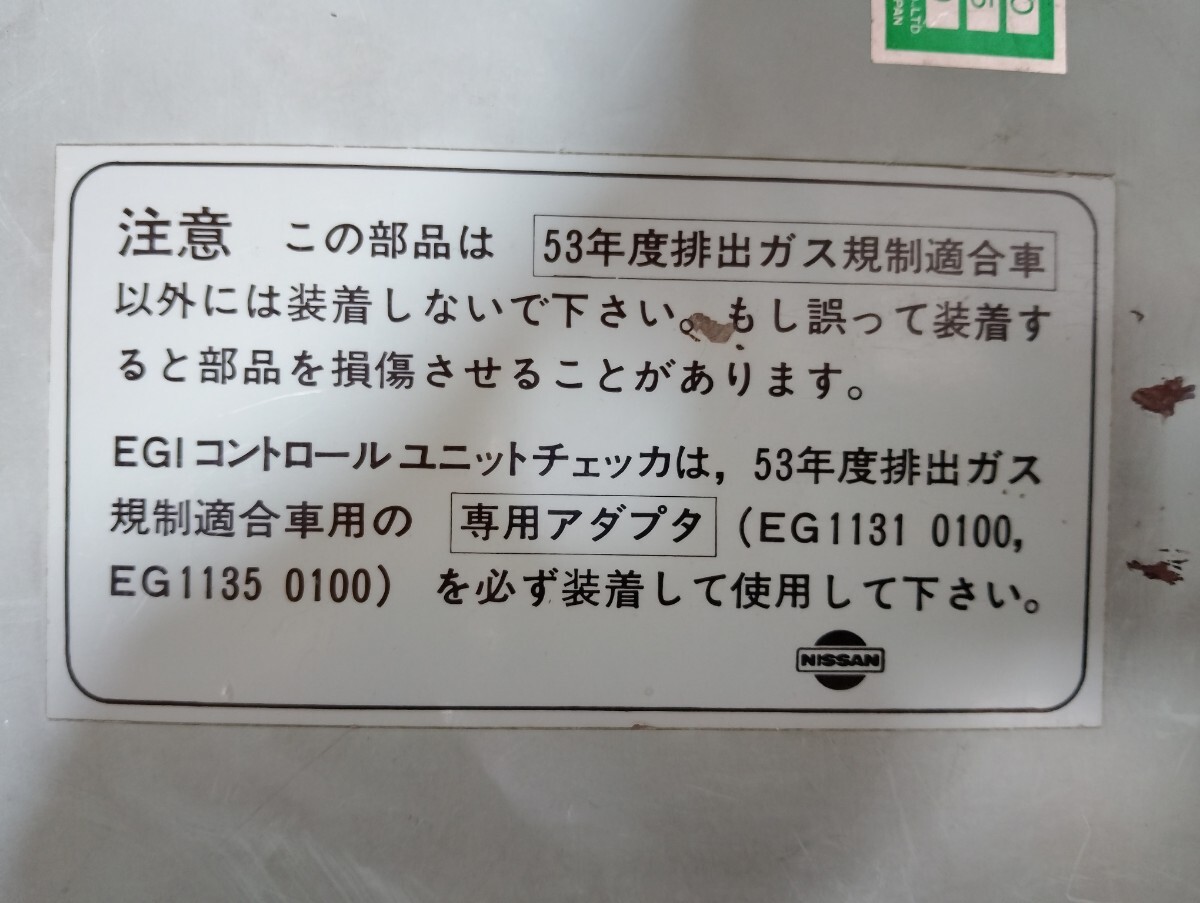 .,LTD
PAN
注意 この部品は 53年度排出ガス規制適合車
以外には装着しないで下さい。もし誤って装着す
ると部品を損傷させることがあります。
EGIコントロールユニットチェッカは，53年度排出ガス
規制適合車用の 専用アダプタ (EG1131 0100,
EG1135 0100) を必ず装着して使用して下さい。
NISSAN